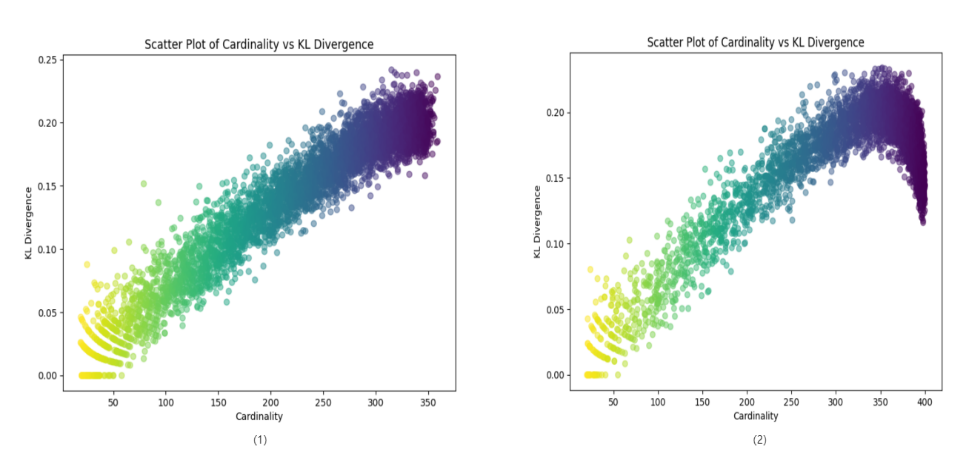 Scatter Plot of Cardinality vs KL Divergence
KL Divergence
0.25
0.20
0.15
0.10
0.05
0.00
50 100 150 200 250 300 350
Cardinality
(1)
Scatter Plot of Cardinality vs KL Divergence
KL Divergence
0.20
0.15
0.10
0.05
0.00
50 100 150 200 250 300 350 400
Cardinality
(2)